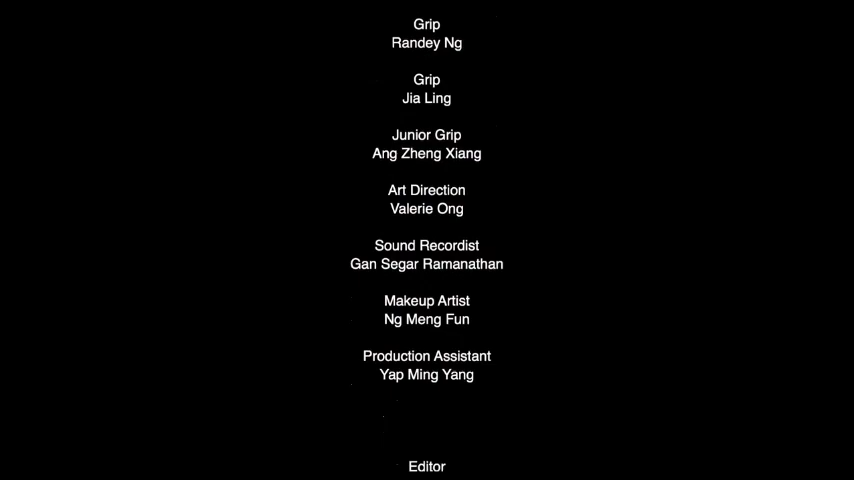 Grip
Randey Ng
Grip
Jia Ling
Junior Grip
Ang Zheng Xiang
Art Direction
Valerie Ong
Sound Recordist
Gan Segar Ramanathan
Makeup Artist
Ng Meng Fun
Production Assistant
Yap Ming Yang
Editor